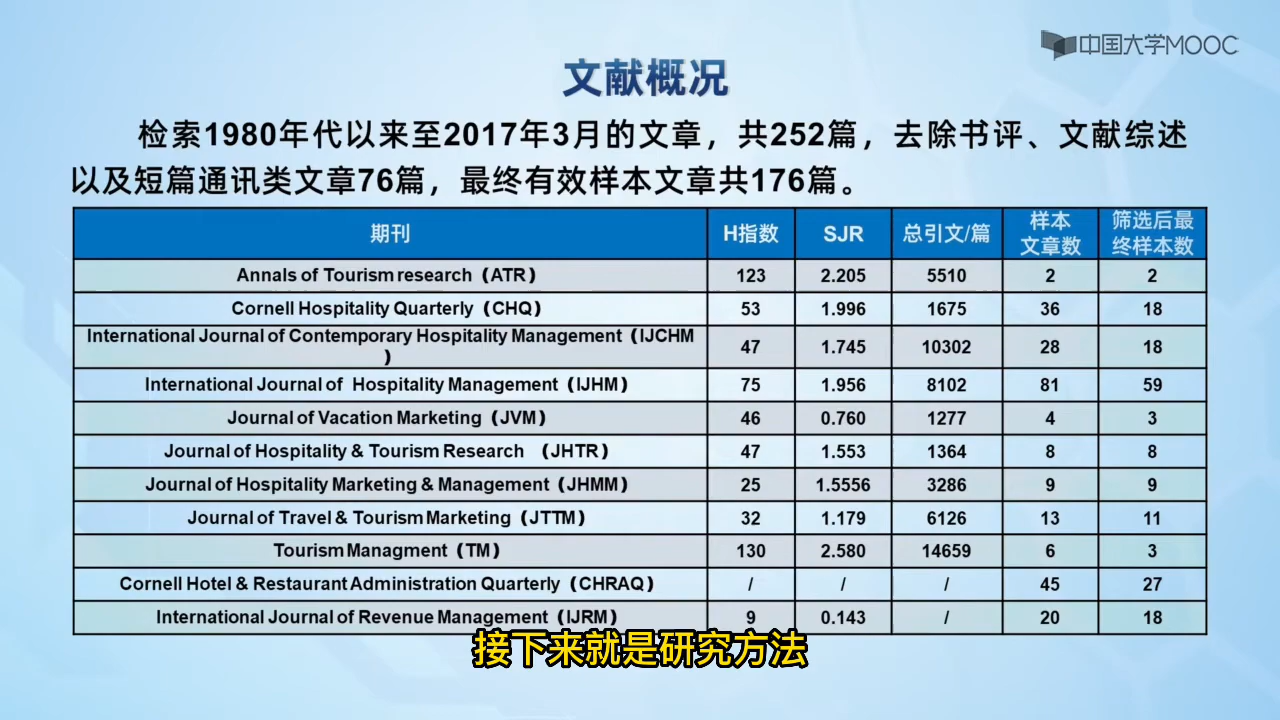 中国大学MOOC
文献概况
检索1980年代以来至2017年3月的文章，共252篇，去除书评、文献综述
以及短篇通讯类文章76篇，最终有效样本文章共176篇。
期刊 H指数 SJR 总引文/篇 样本文章数 筛选后最终样本数
Annals of Tourism research（ATR） 123 2.205 5510 2 2
Cornell Hospitality Quarterly（CHQ） 53 1.996 1675 36 18
International Journal of Contemporary Hospitality Management（IJCHM） 47 1.745 10302 28 18
International Journal of Hospitality Management（IJHM） 75 1.956 8102 81 59
Journal of Vacation Marketing（JVM） 46 0.760 1277 4 3
Journal of Hospitality & Tourism Research （JHTR） 47 1.553 1364 8 8
Journal of Hospitality Marketing & Management（JHMM） 25 1.5556 3286 9 9
Journal of Travel & Tourism Marketing（JTTM） 32 1.179 6126 13 11
Tourism Managment（TM） 130 2.580 14659 6 3
Cornell Hotel & Restaurant Administration Quarterly（CHRAQ） / / / 45 27
International Journal of Revenue Management（IJRM） 9 0.143 / 20 18
接下来就是研究方法